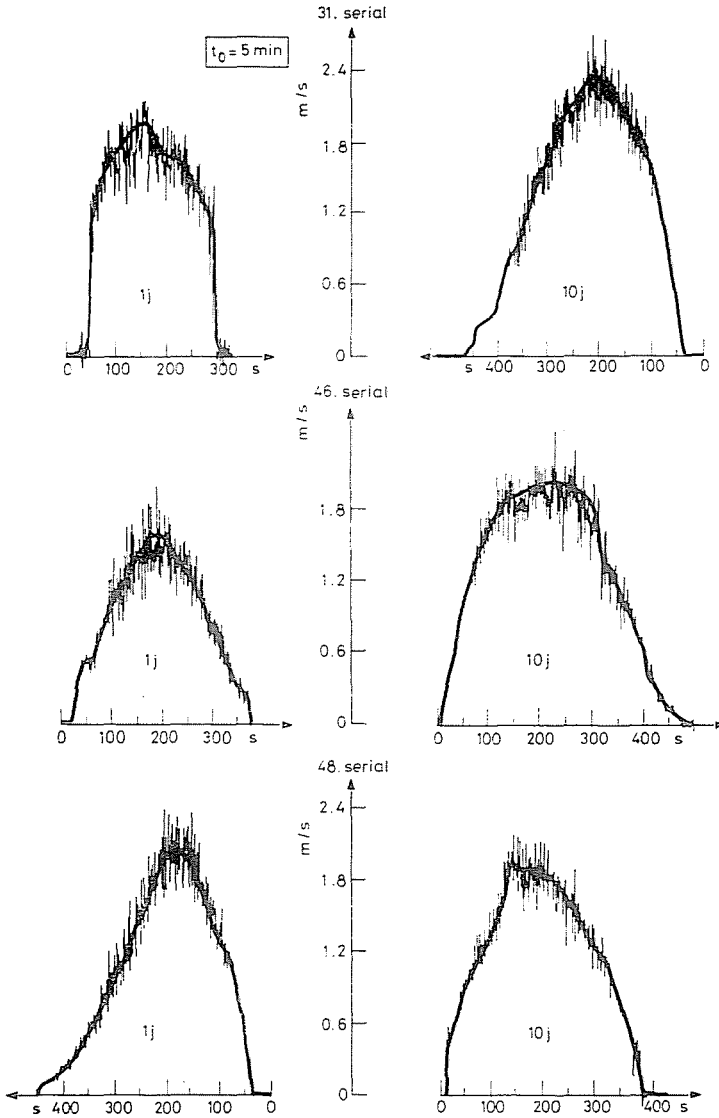 31. serial
t₀ = 5 min
m/s
2.4
1.8
1.2
0.6
0
1j
10j
0 100 200 300 s
s 400 300 200 100 0
46. serial
m/s
1.8
1.2
0.6
0
1j
10j
0 100 200 300 s
0 100 200 300 400 s
48. serial
m/s
2.4
1.8
1.2
0.6
0
1j
10j
s 400 300 200 100 0
0 100 200 300 400 s